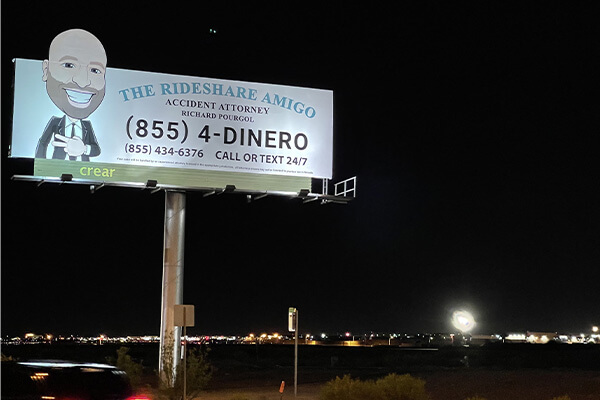 THE RIDESHARE AMIGO
ACCIDENT ATTORNEY
RICHARD POURGOL
(855) 4-DINERO
(855) 434-6376 CALL OR TEXT 24/7
crear